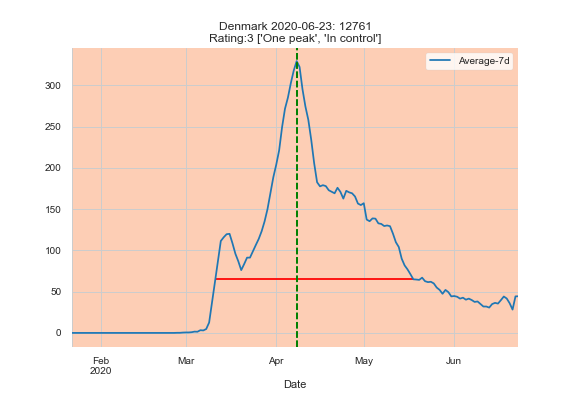 Denmark 2020-06-23: 12761
Rating:3 ['One peak', 'In control']
Average-7d
300
250
200
150
100
50
0
Feb
2020
Mar
Apr
May
Jun
Date